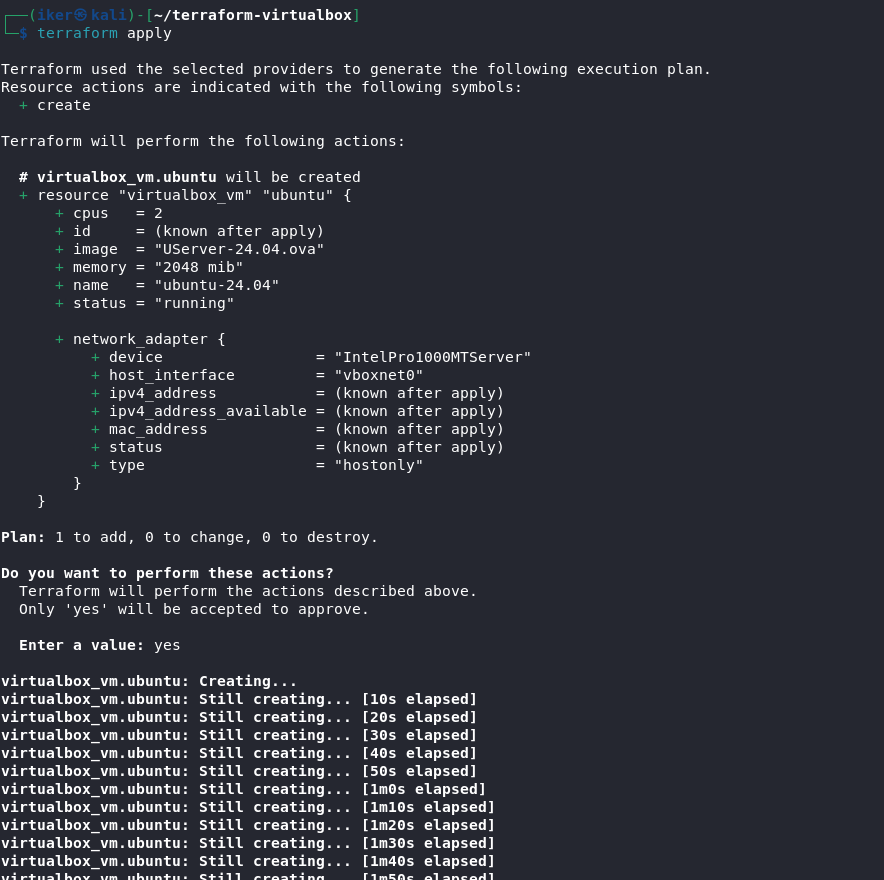 ┌──(iker㉿kali)-[~/terraform-virtualbox]
└─$ terraform apply
Terraform used the selected providers to generate the following execution plan.
Resource actions are indicated with the following symbols:
  + create
Terraform will perform the following actions:
  # virtualbox_vm.ubuntu will be created
  + resource "virtualbox_vm" "ubuntu" {
      + cpus   = 2
      + id     = (known after apply)
      + image  = "UServer-24.04.ova"
      + memory = "2048 mib"
      + name   = "ubuntu-24.04"
      + status = "running"
      + network_adapter {
          + device                 = "IntelPro1000MTServer"
          + host_interface         = "vboxnet0"
          + ipv4_address           = (known after apply)
          + ipv4_address_available = (known after apply)
          + mac_address            = (known after apply)
          + status                 = (known after apply)
          + type                   = "hostonly"
        }
    }
Plan: 1 to add, 0 to change, 0 to destroy.
Do you want to perform these actions?
  Terraform will perform the actions described above.
  Only 'yes' will be accepted to approve.
  Enter a value: yes
virtualbox_vm.ubuntu: Creating...
virtualbox_vm.ubuntu: Still creating... [10s elapsed]
virtualbox_vm.ubuntu: Still creating... [20s elapsed]
virtualbox_vm.ubuntu: Still creating... [30s elapsed]
virtualbox_vm.ubuntu: Still creating... [40s elapsed]
virtualbox_vm.ubuntu: Still creating... [50s elapsed]
virtualbox_vm.ubuntu: Still creating... [1m0s elapsed]
virtualbox_vm.ubuntu: Still creating... [1m10s elapsed]
virtualbox_vm.ubuntu: Still creating... [1m20s elapsed]
virtualbox_vm.ubuntu: Still creating... [1m30s elapsed]
virtualbox_vm.ubuntu: Still creating... [1m40s elapsed]
virtualbox_vm.ubuntu: Still creating... [1m50s elapsed]